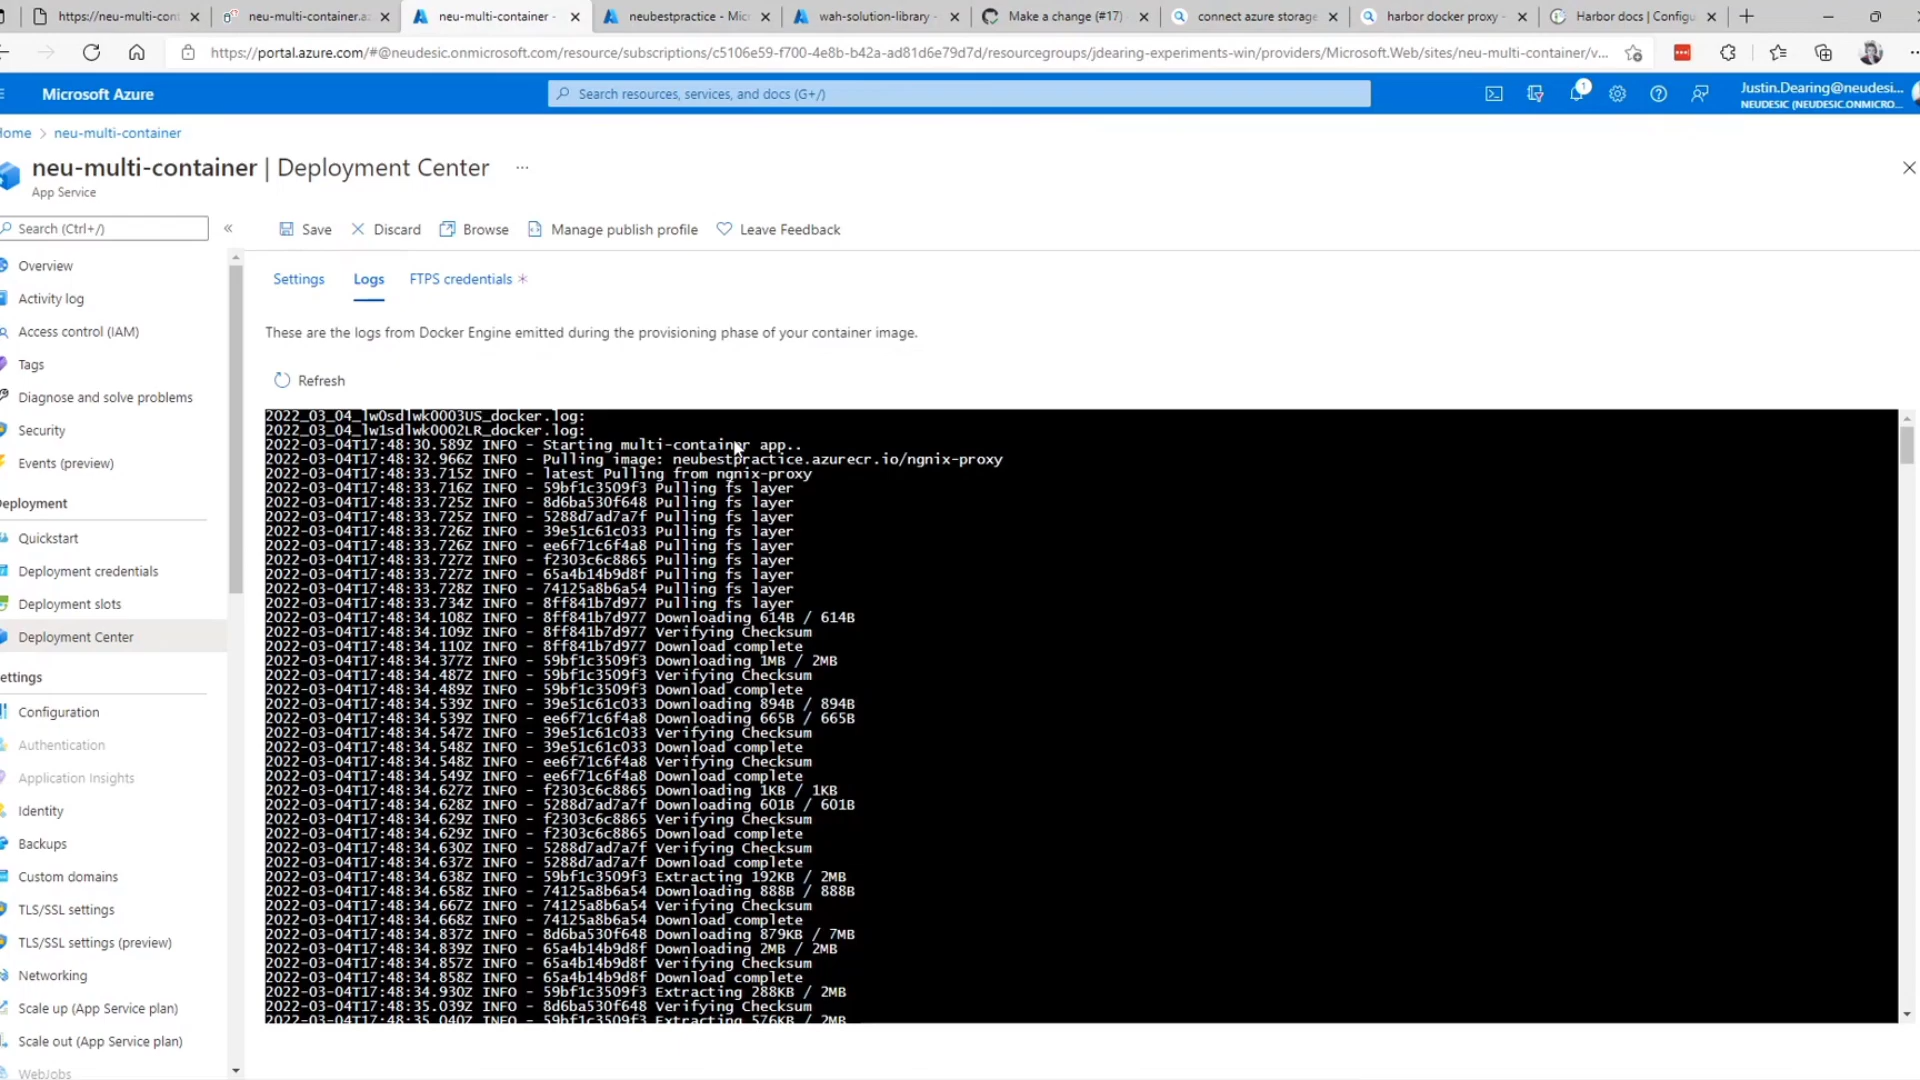 https://neu-multi-cont
neu-multi-container.a
neu-multi-container -
neubestpractice - Mic
wah-solution-library -
Make a change (#17)
connect azure storage
harbor docker proxy -
Harbor docs | Configu
https://portal.azure.com/#@neudesic.onmicrosoft.com/resource/subscriptions/c5106e59-f700-4e8b-b42a-ad81d6e79d7d/resourcegroups/jdearing-experiments-win/providers/Microsoft.Web/sites/neu-multi-container/v...
Microsoft Azure
Search resources, services, and docs (G+/)
1
Justin.Dearing@neudesi...
NEUDESIC (NEUDESIC.ONMICRO...
Home > neu-multi-container
neu-multi-container | Deployment Center ...
App Service
Search (Ctrl+/)
«
Save
Discard
Browse
Manage publish profile
Leave Feedback
Overview
Activity log
Access control (IAM)
Tags
Diagnose and solve problems
Security
Events (preview)
Deployment
Quickstart
Deployment credentials
Deployment slots
Deployment Center
Settings
Configuration
Authentication
Application Insights
Identity
Backups
Custom domains
TLS/SSL settings
TLS/SSL settings (preview)
Networking
Scale up (App Service plan)
Scale out (App Service plan)
WebJobs
Settings
Logs
FTPS credentials *
These are the logs from Docker Engine emitted during the provisioning phase of your container image.
Refresh
2022_03_04_lw0sdlwk0003US_docker.log:
2022_03_04_lw1sdlwk0002LR_docker.log:
2022-03-04T17:48:30.589Z INFO - Starting multi-container app..
2022-03-04T17:48:32.966Z INFO - Pulling image: neubestpractice.azurecr.io/ngnix-proxy
2022-03-04T17:48:33.715Z INFO - latest Pulling from ngnix-proxy
2022-03-04T17:48:33.716Z INFO - 59bf1c3509f3 Pulling fs layer
2022-03-04T17:48:33.725Z INFO - 8d6ba530f648 Pulling fs layer
2022-03-04T17:48:33.725Z INFO - 5288d7ad7a7f Pulling fs layer
2022-03-04T17:48:33.726Z INFO - 39e51c61c033 Pulling fs layer
2022-03-04T17:48:33.726Z INFO - ee6f71c6f4a8 Pulling fs layer
2022-03-04T17:48:33.727Z INFO - f2303c6c8865 Pulling fs layer
2022-03-04T17:48:33.727Z INFO - 65a4b14b9d8f Pulling fs layer
2022-03-04T17:48:33.728Z INFO - 74125a8b6a54 Pulling fs layer
2022-03-04T17:48:33.734Z INFO - 8ff841b7d977 Pulling fs layer
2022-03-04T17:48:34.108Z INFO - 8ff841b7d977 Downloading 614B / 614B
2022-03-04T17:48:34.109Z INFO - 8ff841b7d977 Verifying Checksum
2022-03-04T17:48:34.110Z INFO - 8ff841b7d977 Download complete
2022-03-04T17:48:34.377Z INFO - 59bf1c3509f3 Downloading 1MB / 2MB
2022-03-04T17:48:34.487Z INFO - 59bf1c3509f3 Verifying Checksum
2022-03-04T17:48:34.489Z INFO - 59bf1c3509f3 Download complete
2022-03-04T17:48:34.539Z INFO - 39e51c61c033 Downloading 894B / 894B
2022-03-04T17:48:34.539Z INFO - ee6f71c6f4a8 Downloading 665B / 665B
2022-03-04T17:48:34.547Z INFO - 39e51c61c033 Verifying Checksum
2022-03-04T17:48:34.548Z INFO - 39e51c61c033 Download complete
2022-03-04T17:48:34.548Z INFO - ee6f71c6f4a8 Verifying Checksum
2022-03-04T17:48:34.549Z INFO - ee6f71c6f4a8 Download complete
2022-03-04T17:48:34.627Z INFO - f2303c6c8865 Downloading 1KB / 1KB
2022-03-04T17:48:34.628Z INFO - 5288d7ad7a7f Downloading 601B / 601B
2022-03-04T17:48:34.629Z INFO - f2303c6c8865 Verifying Checksum
2022-03-04T17:48:34.629Z INFO - f2303c6c8865 Download complete
2022-03-04T17:48:34.630Z INFO - 5288d7ad7a7f Verifying Checksum
2022-03-04T17:48:34.637Z INFO - 5288d7ad7a7f Download complete
2022-03-04T17:48:34.638Z INFO - 59bf1c3509f3 Extracting 192KB / 2MB
2022-03-04T17:48:34.658Z INFO - 74125a8b6a54 Downloading 888B / 888B
2022-03-04T17:48:34.667Z INFO - 74125a8b6a54 Verifying Checksum
2022-03-04T17:48:34.668Z INFO - 74125a8b6a54 Download complete
2022-03-04T17:48:34.837Z INFO - 8d6ba530f648 Downloading 879KB / 7MB
2022-03-04T17:48:34.839Z INFO - 65a4b14b9d8f Downloading 2MB / 2MB
2022-03-04T17:48:34.857Z INFO - 65a4b14b9d8f Verifying Checksum
2022-03-04T17:48:34.858Z INFO - 65a4b14b9d8f Download complete
2022-03-04T17:48:34.930Z INFO - 59bf1c3509f3 Extracting 288KB / 2MB
2022-03-04T17:48:35.039Z INFO - 8d6ba530f648 Verifying Checksum
2022-03-04T17:48:35.040Z INFO - 59bf1c3509f3 Extracting 576KB / 2MB